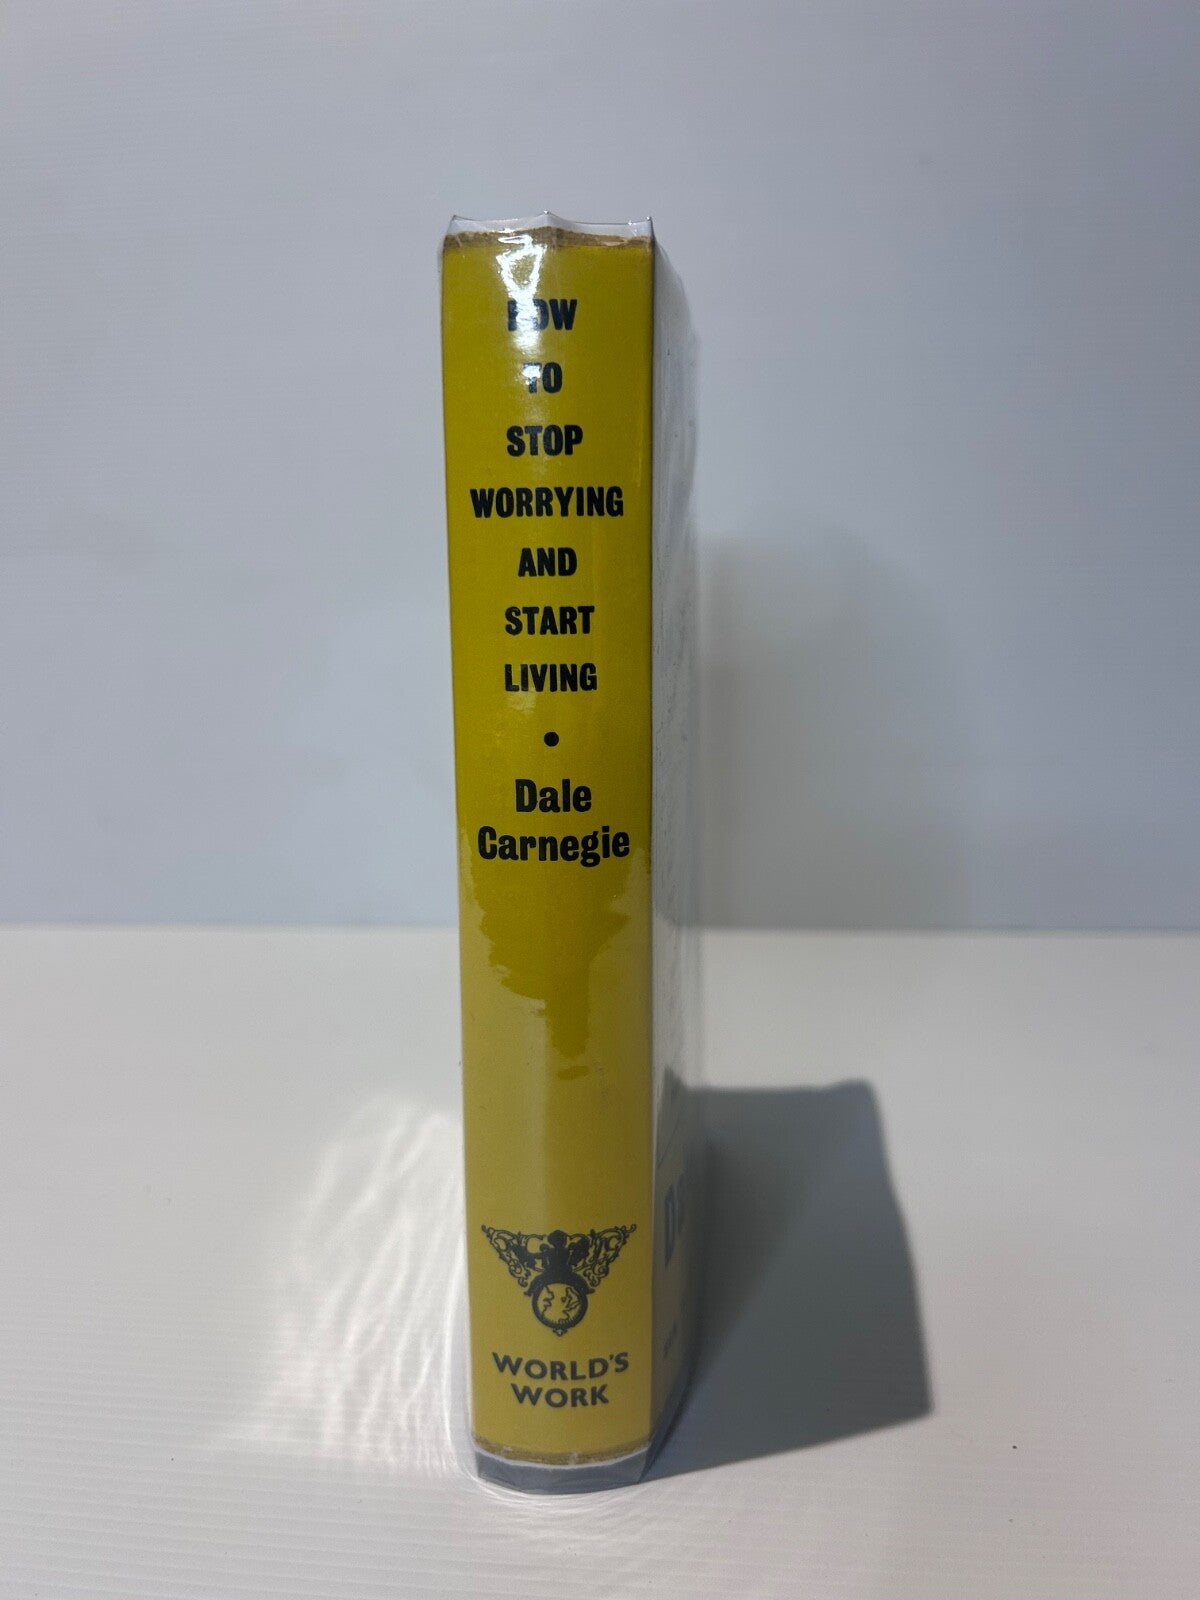 HOW
TO
STOP
WORRYING
AND
START
LIVING
•
Dale
Carnegie
WORLD'S
WORK